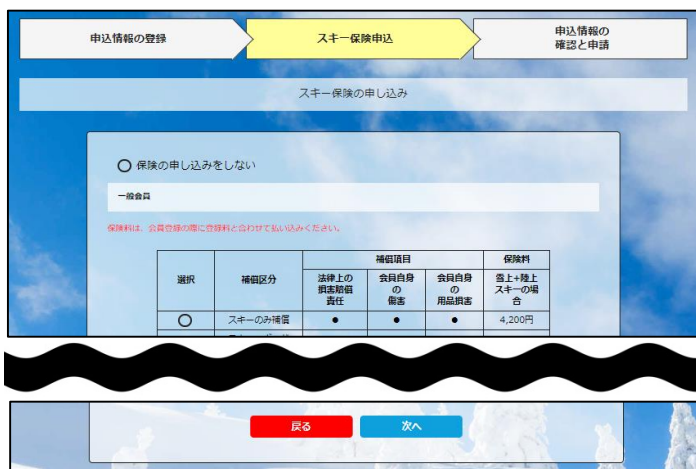 申込情報の登録
スキー保険申込
申込情報の
確認と申請
スキー保険の申し込み
保険の申し込みをしない
一般会員
保険料は、会員登録の際に登録料と合わせて払い込みください。
補償項目 保険料
選択 補償区分 法律上の 会員自身 会員自身 雪上+陸上
損害賠償 の の スキーの場
責任 傷害 用品損害 合
スキーのみ補償 ● ● ● 4,200円
戻る 次へ